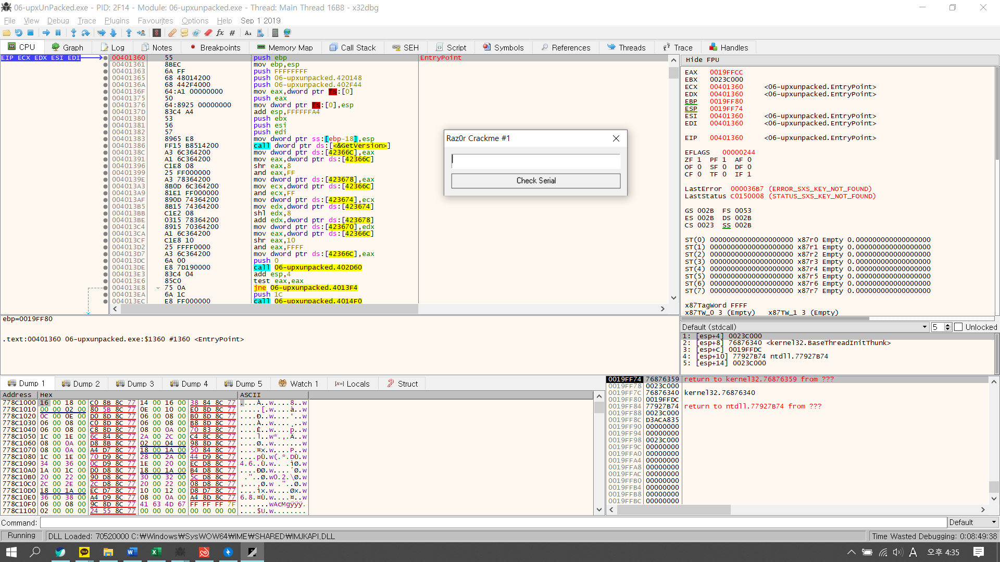 06-upxUnPacked.exe - PID: 2F14 - Module: 06-upxunpacked.exe - Thread: Main Thread 16B8 - x32dbg
File View Debug Trace Plugins Favourites Options Help Sep 1 2019
CPU Graph Log Notes Breakpoints Memory Map Call Stack SEH Script Symbols References Threads Trace Handles
EIP ECX EDX ESI EDI
00401360 55 push ebp EntryPoint
00401361 8BEC mov ebp,esp
00401363 6A FF push FFFFFFFF
00401365 68 48014200 push 06-upxunpacked.420148
0040136A 68 442F4000 push 06-upxunpacked.402F44
0040136F 64:A1 00000000 mov eax,dword ptr fs:[0]
00401375 50 push eax
00401376 64:8925 00000000 mov dword ptr fs:[0],esp
0040137D 83C4 A4 add esp,FFFFFFA4
00401380 53 push ebx
00401381 56 push esi
00401382 57 push edi
00401383 8965 E8 mov dword ptr ss:[ebp-18],esp
00401386 FF15 B8514200 call dword ptr ds:[<&GetVersion>]
0040138C A3 6C364200 mov dword ptr ds:[42366C],eax
00401391 A1 6C364200 mov eax,dword ptr ds:[42366C]
00401396 C1E8 08 shr eax,8
00401399 25 FF000000 and eax,FF
0040139E A3 78364200 mov dword ptr ds:[423678],eax
004013A3 8B0D 6C364200 mov ecx,dword ptr ds:[42366C]
004013A9 81E1 FF000000 and ecx,FF
004013AF 890D 74364200 mov dword ptr ds:[423674],ecx
004013B5 8B15 74364200 mov edx,dword ptr ds:[423674]
004013BB C1E2 08 shl edx,8
004013BE 0315 78364200 add edx,dword ptr ds:[423678]
004013C4 8915 70364200 mov dword ptr ds:[423670],edx
004013CA A1 6C364200 mov eax,dword ptr ds:[42366C]
004013CF C1E8 10 shr eax,10
004013D2 25 FFFF0000 and eax,FFFF
004013D7 A3 6C364200 mov dword ptr ds:[42366C],eax
004013DC 6A 00 push 0
004013DE E8 7D190000 call 06-upxunpacked.402D60
004013E3 83C4 04 add esp,4
004013E6 85C0 test eax,eax
004013E8 75 0A jne 06-upxunpacked.4013F4
004013EA 6A 1C push 1C
004013EC E8 FF000000 call 06-upxunpacked.4014F0
Raz0r Crackme #1
Check Serial
Hide FPU
EAX 0019FFCC
EBX 0023C000
ECX 00401360 <06-upxunpacked.EntryPoint>
EDX 00401360 <06-upxunpacked.EntryPoint>
EBP 0019FF80
ESP 0019FF74
ESI 00401360 <06-upxunpacked.EntryPoint>
EDI 00401360 <06-upxunpacked.EntryPoint>
EIP 00401360 <06-upxunpacked.EntryPoint>
EFLAGS 00000244
ZF 1 PF 1 AF 0
OF 0 SF 0 DF 0
CF 0 TF 0 IF 1
LastError 000036B7 (ERROR_SXS_KEY_NOT_FOUND)
LastStatus C0150008 (STATUS_SXS_KEY_NOT_FOUND)
GS 002B FS 0053
ES 002B DS 002B
CS 0023 SS 002B
ST(0) 00000000000000000000 x87r0 Empty 0.000000000000000000
ST(1) 00000000000000000000 x87r1 Empty 0.000000000000000000
ST(2) 00000000000000000000 x87r2 Empty 0.000000000000000000
ST(3) 00000000000000000000 x87r3 Empty 0.000000000000000000
ST(4) 00000000000000000000 x87r4 Empty 0.000000000000000000
ST(5) 00000000000000000000 x87r5 Empty 0.000000000000000000
ST(6) 00000000000000000000 x87r6 Empty 0.000000000000000000
ST(7) 00000000000000000000 x87r7 Empty 0.000000000000000000
x87TagWord FFFF
x87TW_0 3 (Empty) x87TW_1 3 (Empty)
ebp=0019FF80
.text:00401360 06-upxunpacked.exe:$1360 #1360 <EntryPoint>
Default (stdcall) 5 Unlocked
1: [esp+4] 0023C000
2: [esp+8] 76876340 <kernel32.BaseThreadInitThunk>
3: [esp+C] 0019FFDC
4: [esp+10] 77927B74 ntdll.77927B74
5: [esp+14] 0023C000
Dump 1 Dump 2 Dump 3 Dump 4 Dump 5 Watch 1 Locals Struct
Address Hex ASCII
778C1000 16 00 18 00 C0 8B 8C 77 14 00 16 00 38 84 8C 77 ....À..w....8..w
778C1010 00 00 02 00 80 5B 8C 77 0E 00 10 00 E0 8D 8C 77 .....[.w....à..w
778C1020 0C 00 0E 00 D0 8D 8C 77 06 00 08 00 B0 8D 8C 77 ....Ð..w....°..w
778C1030 06 00 08 00 C0 8D 8C 77 06 00 08 00 B8 8D 8C 77 ....À..w....¸..w
778C1040 06 00 08 00 C8 8D 8C 77 08 00 0A 00 70 83 8C 77 ....È..w....p..w
778C1050 1C 00 1E 00 6C 84 8C 77 2A 00 2C 00 C4 8C 8C 77 ....l..w*.,.Ä..w
778C1060 08 00 0A 00 D8 8B 8C 77 02 00 04 00 98 8D 8C 77 ....Ø..w.......w
778C1070 08 00 0A 00 A4 D7 8C 77 18 00 1A 00 50 84 8C 77 ....¤×.w....P..w
778C1080 1C 00 1E 00 70 D9 8C 77 28 00 2A 00 44 D9 8C 77 ....pÙ.w(.*.DÙ.w
778C1090 34 00 36 00 0C D9 8C 77 1E 00 20 00 EC D8 8C 77 4.6..Ù.w.. .ìØ.w
778C10A0 1A 00 1C 00 D0 D8 8C 77 18 00 1A 00 B4 D8 8C 77 ....ÐØ.w....´Ø.w
778C10B0 20 00 22 00 90 D8 8C 77 30 00 32 00 5C D8 8C 77 ."..Ø.w0.2.\Ø.w
778C10C0 2C 00 2E 00 2C D8 8C 77 20 00 22 00 08 D8 8C 77 ,...,Ø.w ."..Ø.w
778C10D0 18 00 1A 00 EC D7 8C 77 10 00 12 00 D8 D7 8C 77 ....ì×.w....Ø×.w
778C10E0 36 00 38 00 A4 D9 8C 77 08 00 0A 00 A4 8D 8C 77 6.8.¤Ù.w....¤..w
778C10F0 06 00 08 00 9C 8D 8C 77 41 63 4D 67 FF FF FF 7F .......wAcMgÿÿÿ.
778C1100 02 00 00 00 24 55 8C 77 00 00 00 00 00 00 00 00 ....$U.w........
0019FF74 76876359 return to kernel32.76876359 from ???
0019FF78 0023C000
0019FF7C 76876340 kernel32.76876340
0019FF80 0019FFDC
0019FF84 77927B74 return to ntdll.77927B74 from ???
0019FF88 0023C000
0019FF8C D3ACA835
0019FF90 00000000
0019FF94 00000000
0019FF98 0023C000
0019FF9C 00000000
0019FFA0 00000000
0019FFA4 00000000
0019FFA8 00000000
0019FFAC 00000000
0019FFB0 00000000
0019FFB4 00000000
0019FFB8 00000000
0019FFBC 00000000
Command: Default
Running DLL Loaded: 70520000 C:₩Windows₩SysWOW64₩IME₩SHARED₩IMJKAPI.DLL Time Wasted Debugging: 0:08:49:38
A 오후 4:35